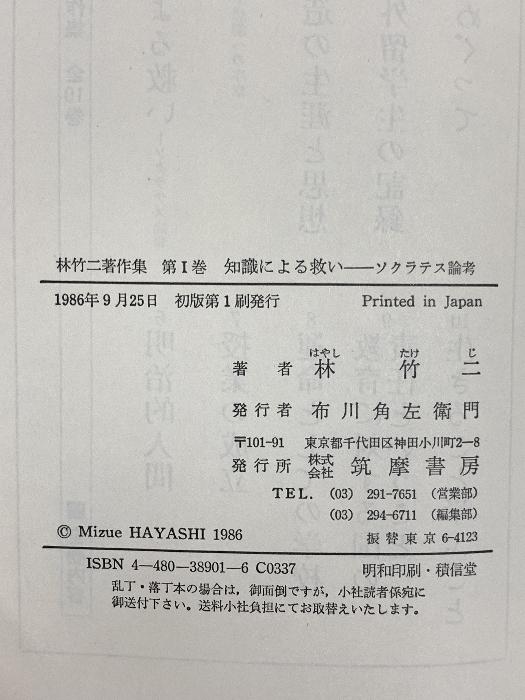 林竹二著作集 第Ⅰ巻 知識による救い――ソクラテス論考
1986年9月25日 初版第1刷発行 Printed in Japan
はやし たけ じ
著者 林竹二
発行者 布川角左衛門
〒101-91 東京都千代田区神田小川町2-8
発行所 株式会社 筑摩書房
TEL. (03) 291-7651 (営業部)
(03) 294-6711 (編集部)
© Mizue HAYASHI 1986 振替東京6-4123
ISBN 4-480-38901-6 C0337 明和印刷・積信堂
乱丁・落丁本の場合は，御面倒ですが，小社読者係宛に
御送付下さい。送料小社負担にてお取替えいたします。